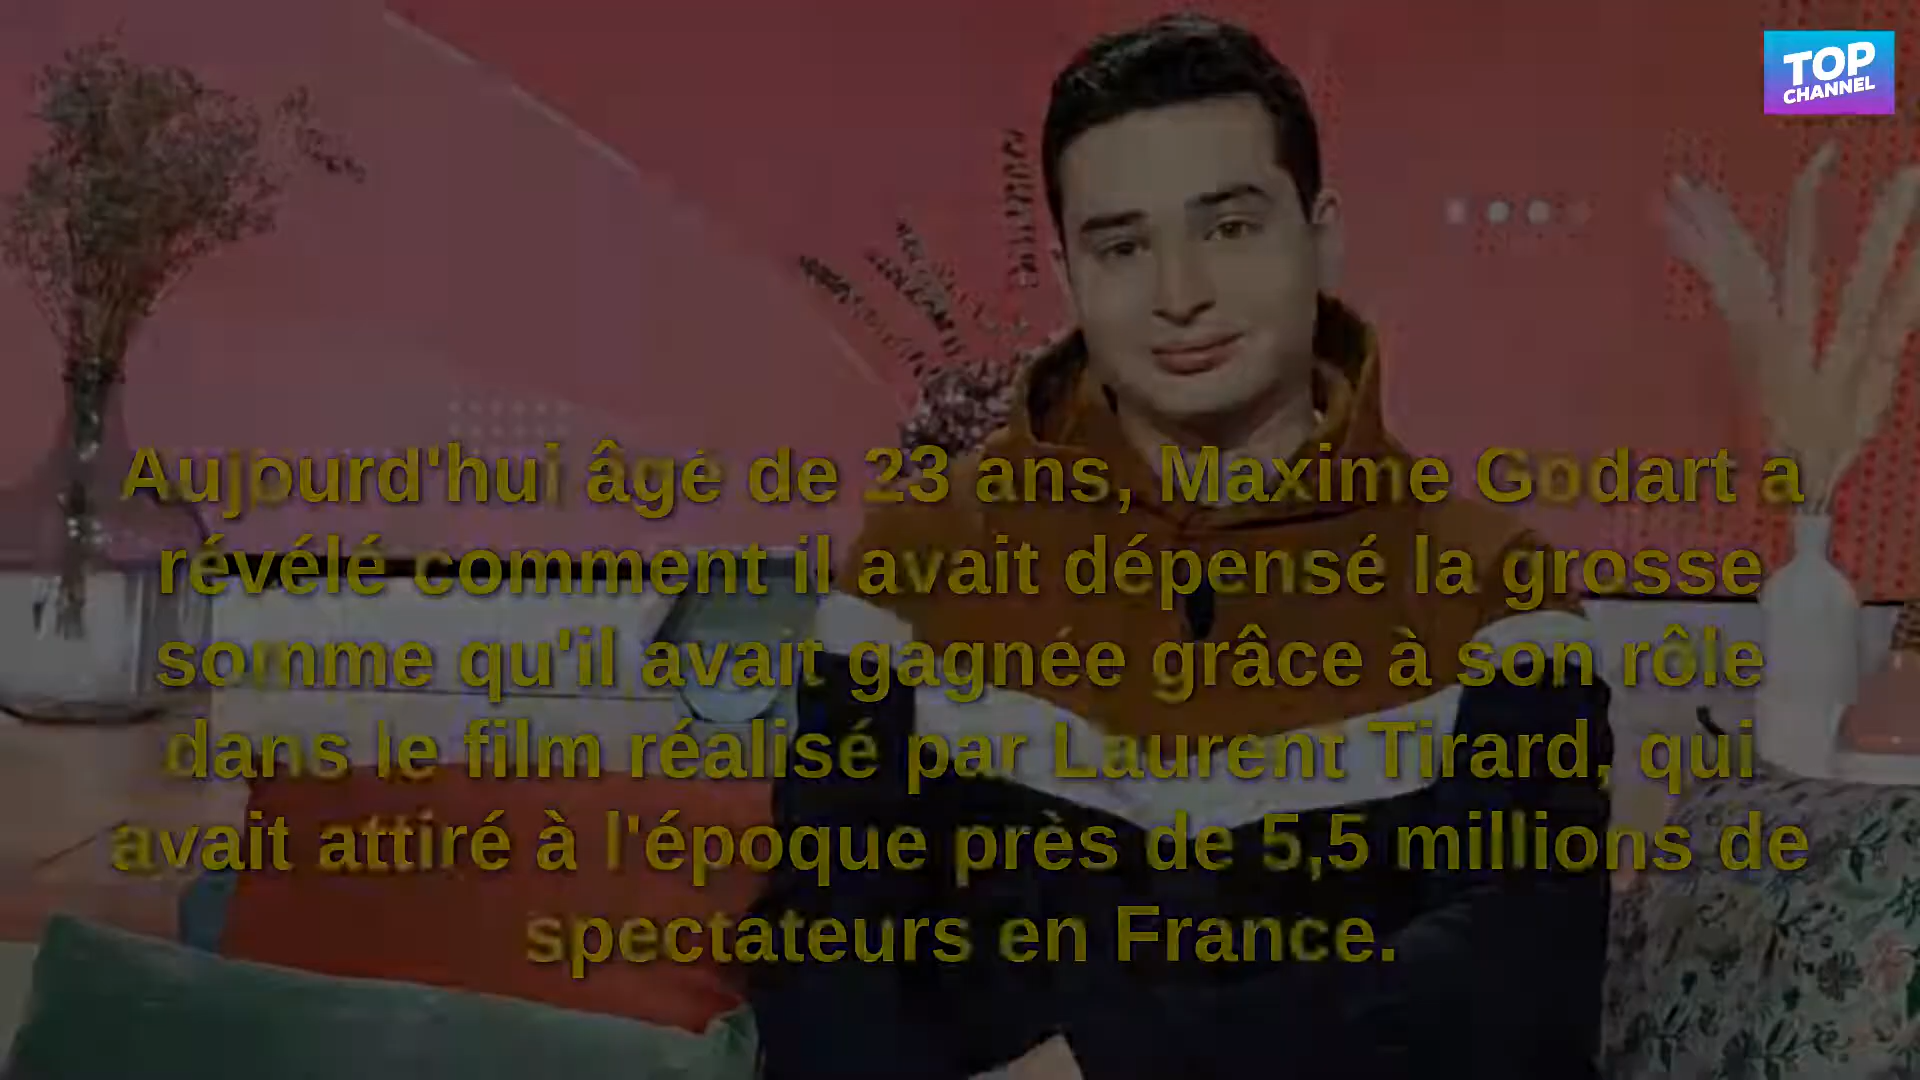 TOP
CHANNEL
Aujourd'hui âgé de 23 ans, Maxime Godart a
révélé comment il avait dépensé la grosse
somme qu'il avait gagnée grâce à son rôle
dans le film réalisé par Laurent Tirard, qui
avait attiré à l'époque près de 5,5 millions de
spectateurs en France.